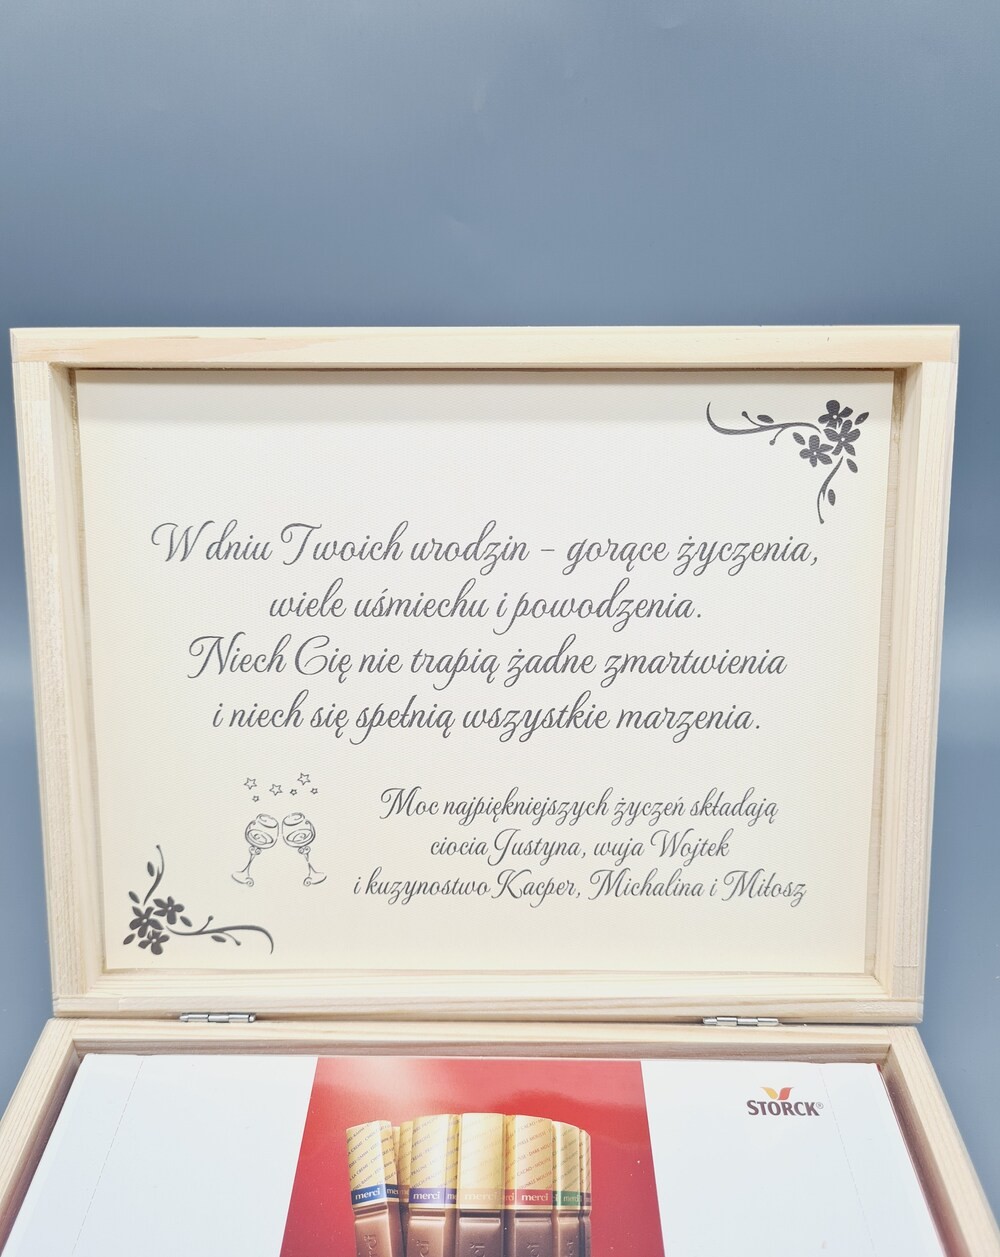 W dniu Twoich urodzin – gorące życzenia,
wiele uśmiechu i powodzenia.
Niech Cię nie trapią żadne zmartwienia
i niech się spełnią wszystkie marzenia.
Moc najpiękniejszych życzeń składają
ciocia Justyna, wuja Wojtek
i kuzynostwo Kacper, Michalina i Miłosz
STORCK®
merci merci merci merci merci